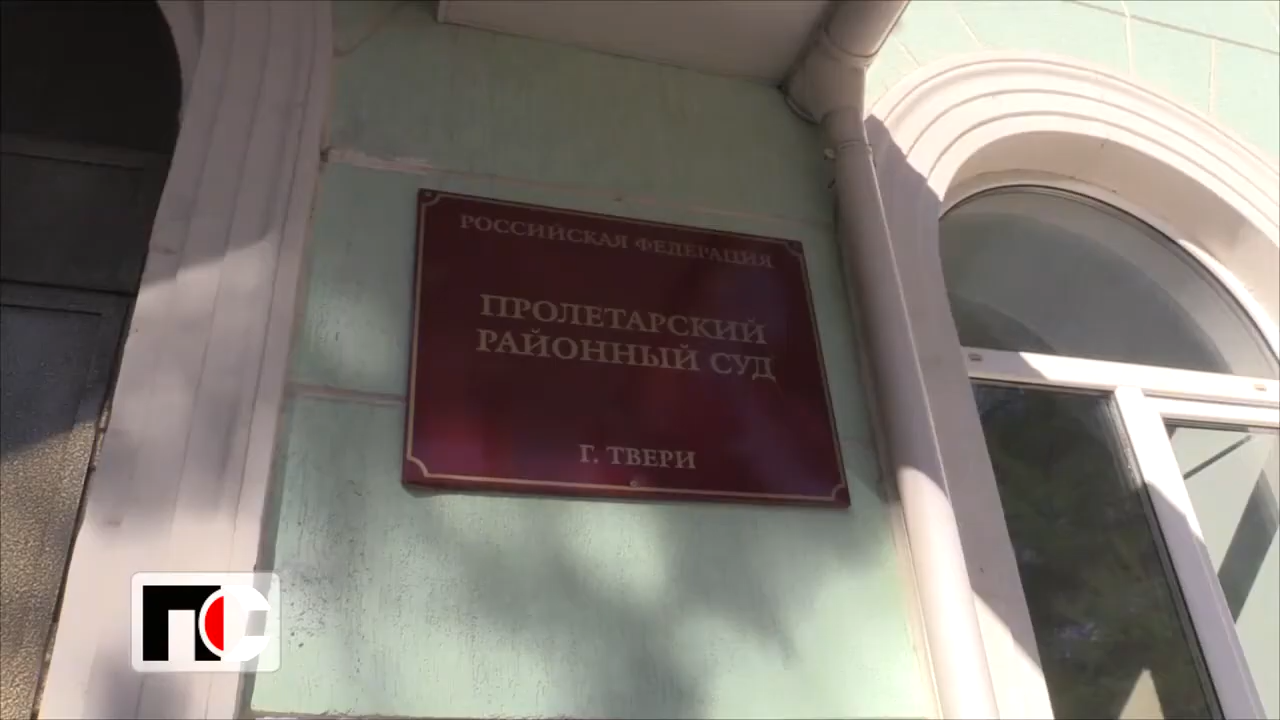 РОССИЙСКАЯ ФЕДЕРАЦИЯ
ПРОЛЕТАРСКИЙ
РАЙОННЫЙ СУД
Г. ТВЕРИ
ПС